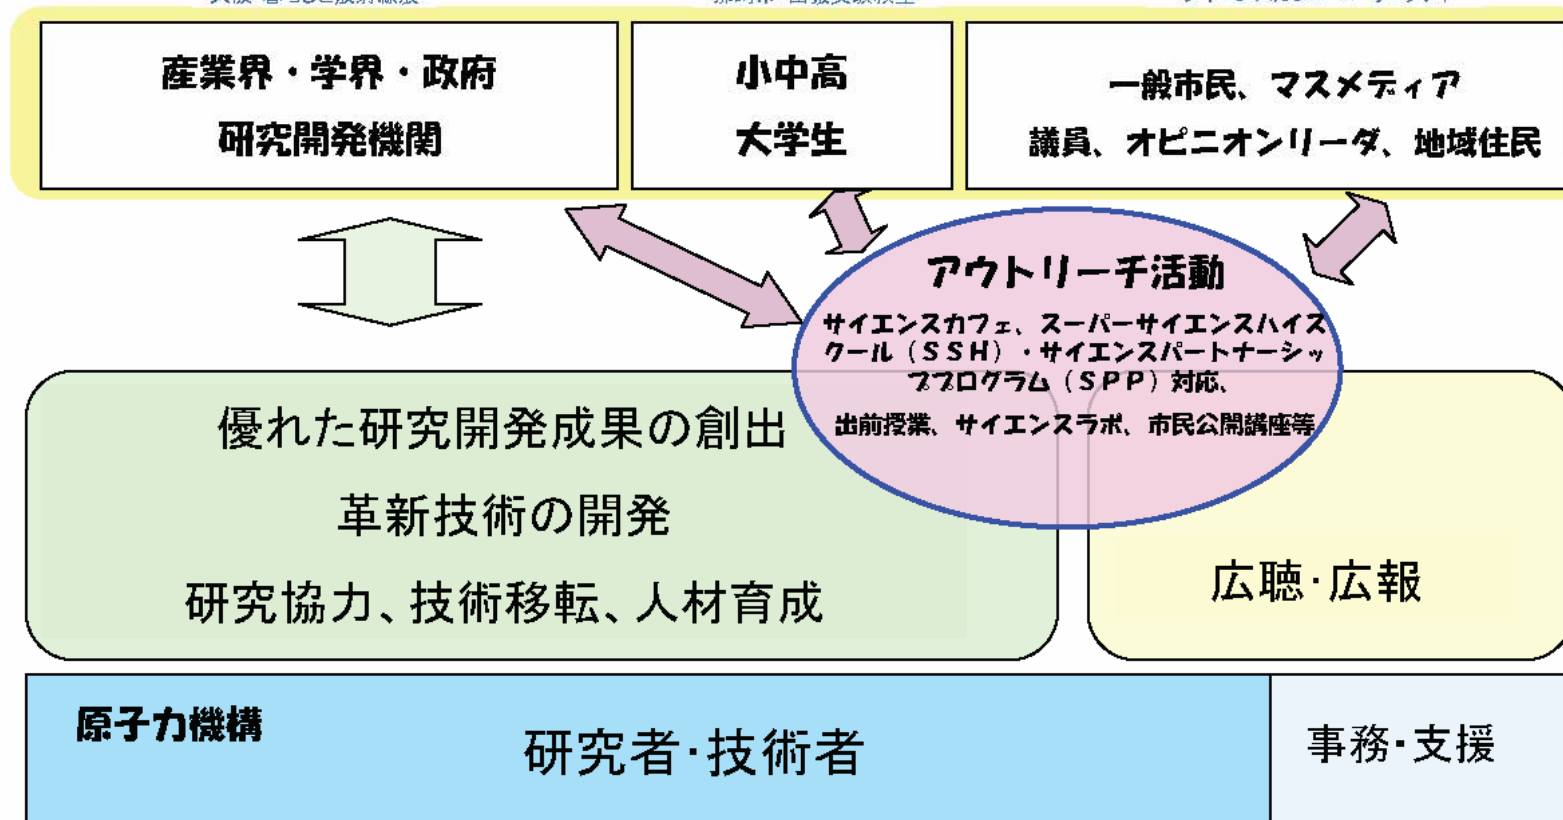 産業界・学界・政府
研究開発機関
小中高
大学生
一般市民、マスメディア
議員、オピニオンリーダ、地域住民
アウトリーチ活動
サイエンスカフェ、スーパーサイエンスハイス
クール（ＳＳＨ）・サイエンスパートナーシッ
ププログラム（ＳＰＰ）対応、
出前授業、サイエンスラボ、市民公開講座等
優れた研究開発成果の創出
革新技術の開発
研究協力、技術移転、人材育成
広聴・広報
原子力機構
研究者・技術者
事務・支援